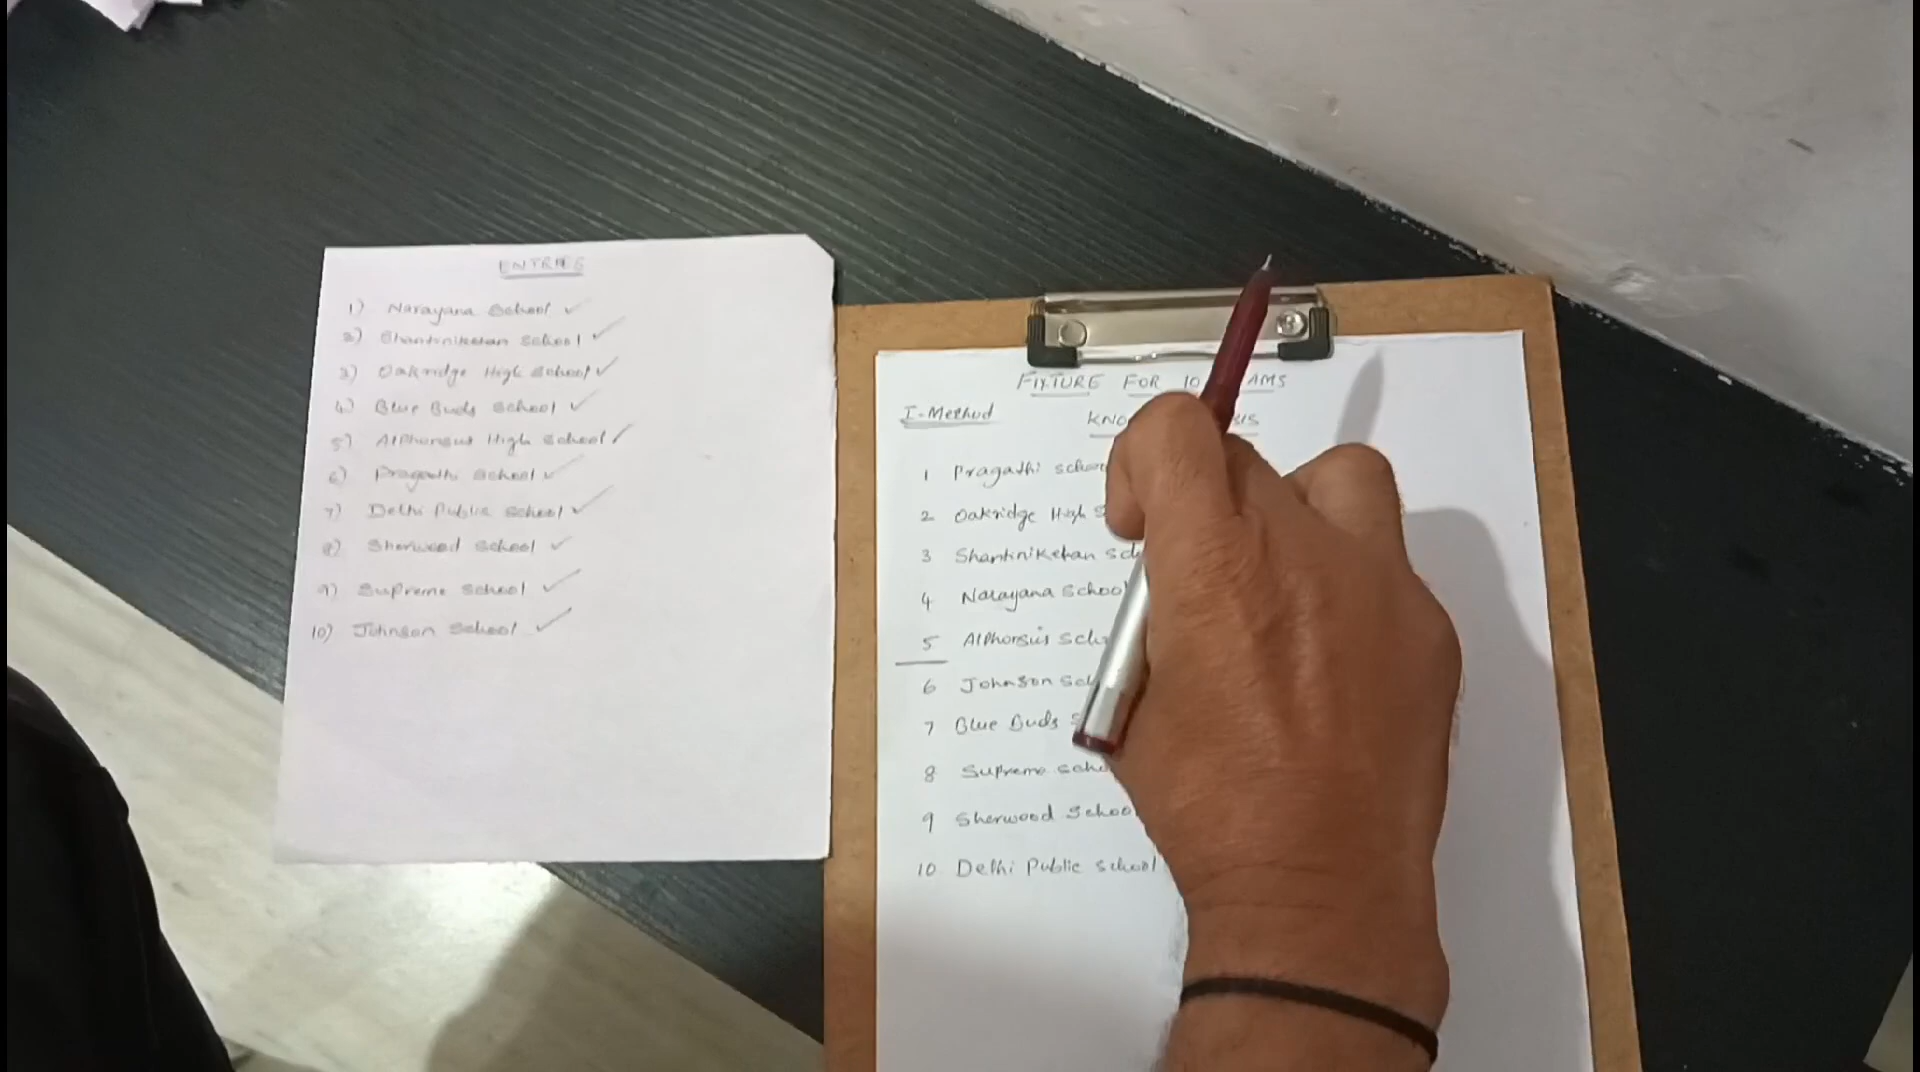 ENTRIES
1) Narayana School ✓
2) Shantiniketan School ✓
3) Oakridge High School ✓
4) Blue Buds School ✓
5) Alphonsus High School ✓
6) Pragathi School ✓
7) Delhi Public School ✓
8) Sherwood School ✓
9) Supreme School ✓
10) Johnson School ✓
FIXTURE FOR 10
I-Method
1 Pragathi
2 Oakridge High
3 Shantiniketan
4 Narayana School
5 Alphonsus
6 Johnson
7 Blue Buds
8 Supreme
9 Sherwood School
10 Delhi Public School